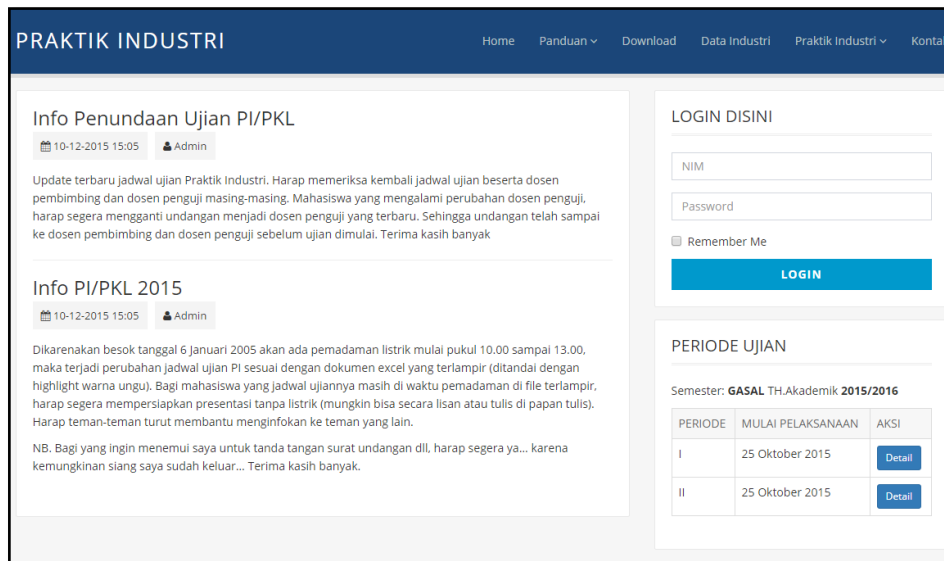 PRAKTIK INDUSTRI
Home Panduan Download Data Industri Praktik Industri Kontak
Info Penundaan Ujian PI/PKL
10-12-2015 15:05 Admin
Update terbaru jadwal ujian Praktik Industri. Harap memeriksa kembali jadwal ujian beserta dosen
pembimbing dan dosen penguji masing-masing. Mahasiswa yang mengalami perubahan dosen penguji,
harap segera mengganti undangan menjadi dosen penguji yang terbaru. Sehingga undangan telah sampai
ke dosen pembimbing dan dosen penguji sebelum ujian dimulai. Terima kasih banyak
Info PI/PKL 2015
10-12-2015 15:05 Admin
Dikarenakan besok tanggal 6 Januari 2005 akan ada pemadaman listrik mulai pukul 10.00 sampai 13.00,
maka terjadi perubahan jadwal ujian PI sesuai dengan dokumen excel yang terlampir (ditandai dengan
highlight warna ungu). Bagi mahasiswa yang jadwal ujiannya masih di waktu pemadaman di file terlampir,
harap segera mempersiapkan presentasi tanpa listrik (mungkin bisa secara lisan atau tulis di papan tulis).
Harap teman-teman turut membantu menginfokan ke teman yang lain.
NB. Bagi yang ingin menemui saya untuk tanda tangan surat undangan dll, harap segera ya... karena
kemungkinan siang saya sudah keluar... Terima kasih banyak.
LOGIN DISINI
NIM
Password
Remember Me
LOGIN
PERIODE UJIAN
Semester: GASAL TH.Akademik 2015/2016
PERIODE MULAI PELAKSANAAN AKSI
I 25 Oktober 2015 Detail
II 25 Oktober 2015 Detail